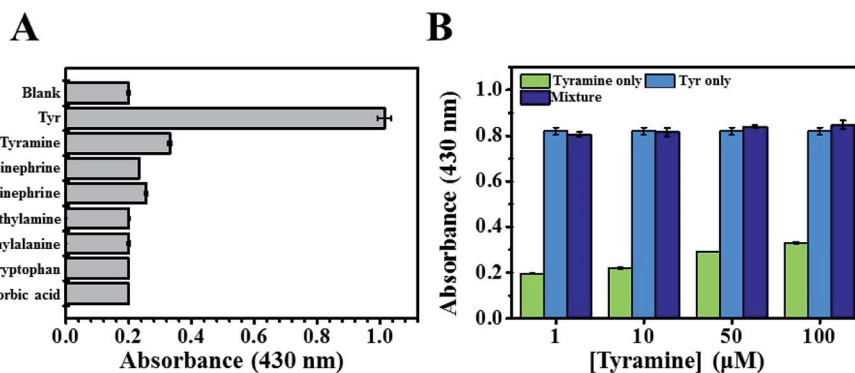 A
Blank
Tyr
Tyramine
inephrine
inephrine
thylamine
ylalanine
ryptophan
orbic acid
0.0 0.2 0.4 0.6 0.8 1.0
Absorbance (430 nm)
B
Tyramine only Tyr only
Mixture
1.0
0.8
0.6
0.4
0.2
0.0
Absorbance (430 nm)
1 10 50 100
[Tyramine] (µM)